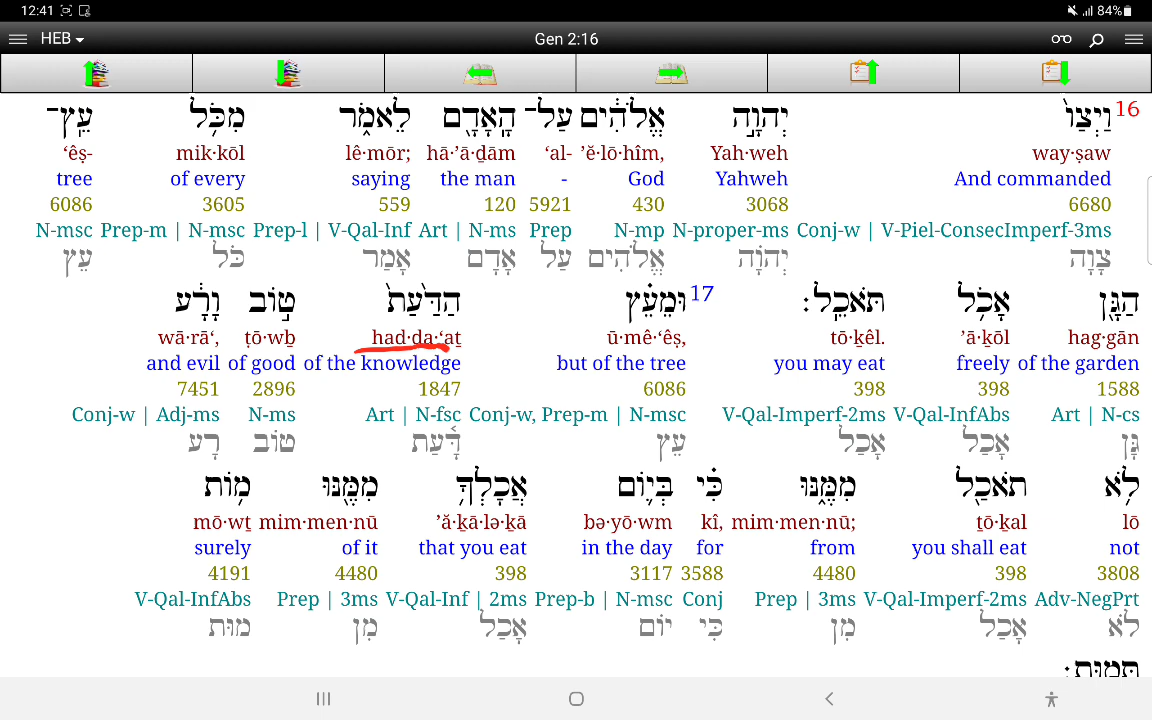 12:41 84%
HEB Gen 2:16
16 וַיְצַו֙ יְהוָ֣ה אֱלֹהִ֔ים עַל־ הָֽאָדָ֖ם לֵאמֹ֑ר מִכֹּ֥ל עֵֽץ־
way·ṣaw Yah·weh ’ĕ·lō·hîm, ‘al- hā·’ā·ḏām lê·mōr; mik·kōl ‘êṣ-
And commanded Yahweh God - the man saying of every tree
6680 3068 430 5921 120 559 3605 6086
Conj-w | V-Piel-ConsecImperf-3ms N-proper-ms N-mp Prep Art | N-ms Prep-l | V-Qal-Inf Prep-m | N-msc N-msc
צָוָה יְהֹוָה אֱלֹהִים עַל אָדָם אָמַר כֹּל עֵץ
הַגָּ֖ן אָכֹ֥ל תֹּאכֵֽל׃ 17 וּמֵעֵ֗ץ הַדַּ֙עַת֙ ט֣וֹב וָרָ֔ע
hag·gān ’ā·ḵōl tō·ḵêl. ū·mê·‘êṣ, had·da·‘aṯ ṭō·wḇ wā·rā‘,
of the garden freely you may eat but of the tree of the knowledge of good and evil
1588 398 398 6086 1847 2896 7451
Art | N-cs V-Qal-InfAbs V-Qal-Imperf-2ms Conj-w, Prep-m | N-msc Art | N-fsc N-ms Conj-w | Adj-ms
גָּן אָכַל אָכַל עֵץ דַּ֫עַת טוֹב רָע
לֹ֥א תֹאכַ֖ל מִמֶּ֑נּוּ כִּ֗י בְּי֛וֹם אֲכָלְךָ֥ מִמֶּ֖נּוּ מ֥וֹת
lō ṯō·ḵal mim·men·nū; kî, bə·yō·wm ’ă·ḵā·lə·ḵā mim·men·nū mō·wṯ
not you shall eat from for in the day that you eat of it surely
3808 398 4480 3588 3117 398 4480 4191
Adv-NegPrt V-Qal-Imperf-2ms Prep | 3ms Conj Prep-b | N-msc V-Qal-Inf | 2ms Prep | 3ms V-Qal-InfAbs
לֹא אָכַל מִן כִּי יוֹם אָכַל מִן מוּת
תָּמֽוּת׃